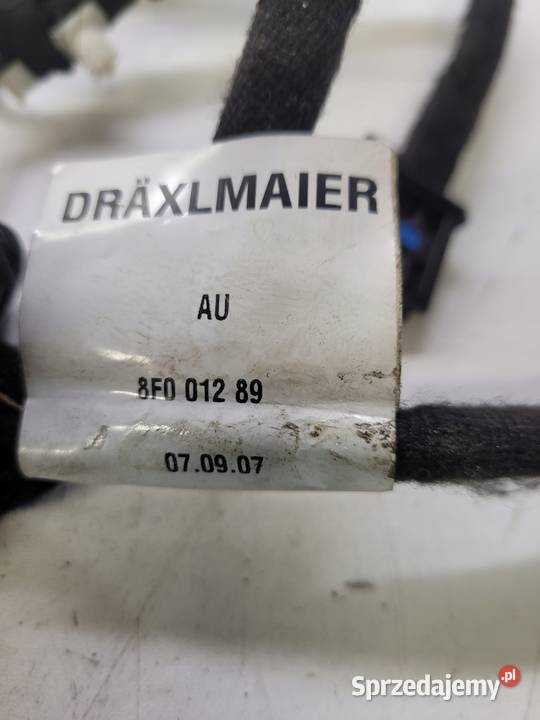 DRÄXLMAIER
AU
8F0 012 89
07.09.07
Sprzedajemy.pl